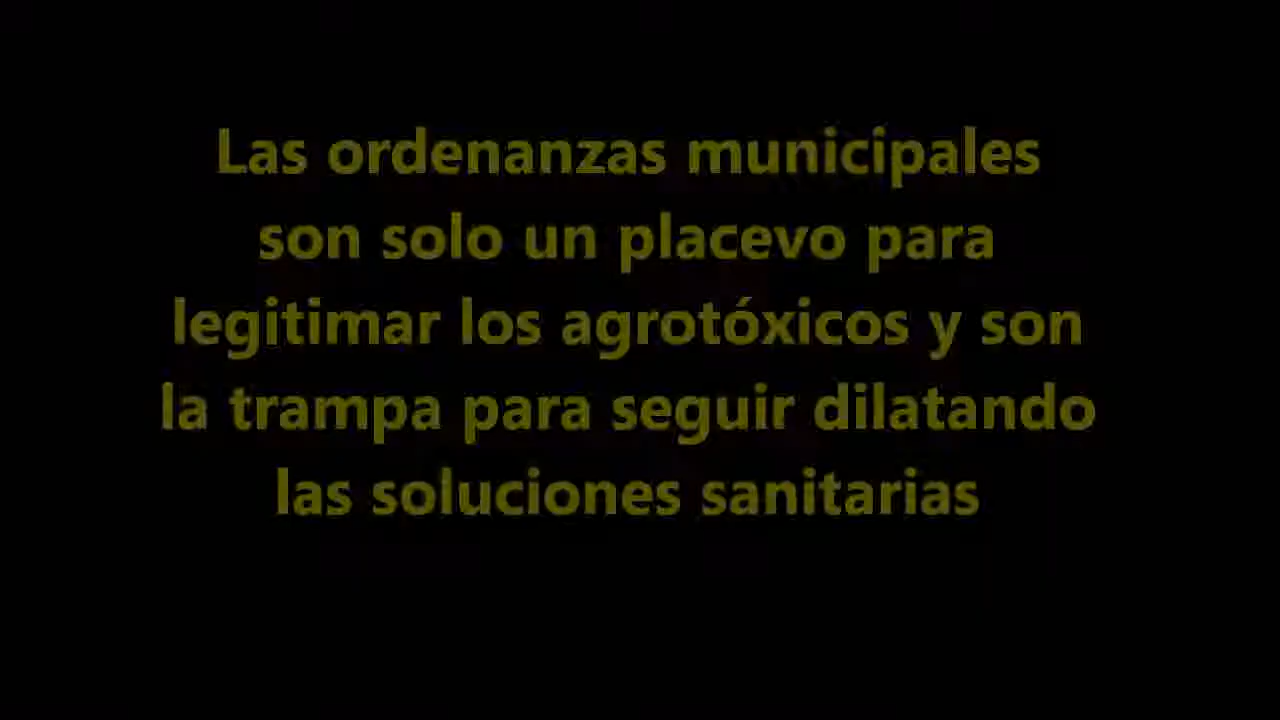 Las ordenanzas municipales
son solo un placevo para
legitimar los agrotóxicos y son
la trampa para seguir dilatando
las soluciones sanitarias